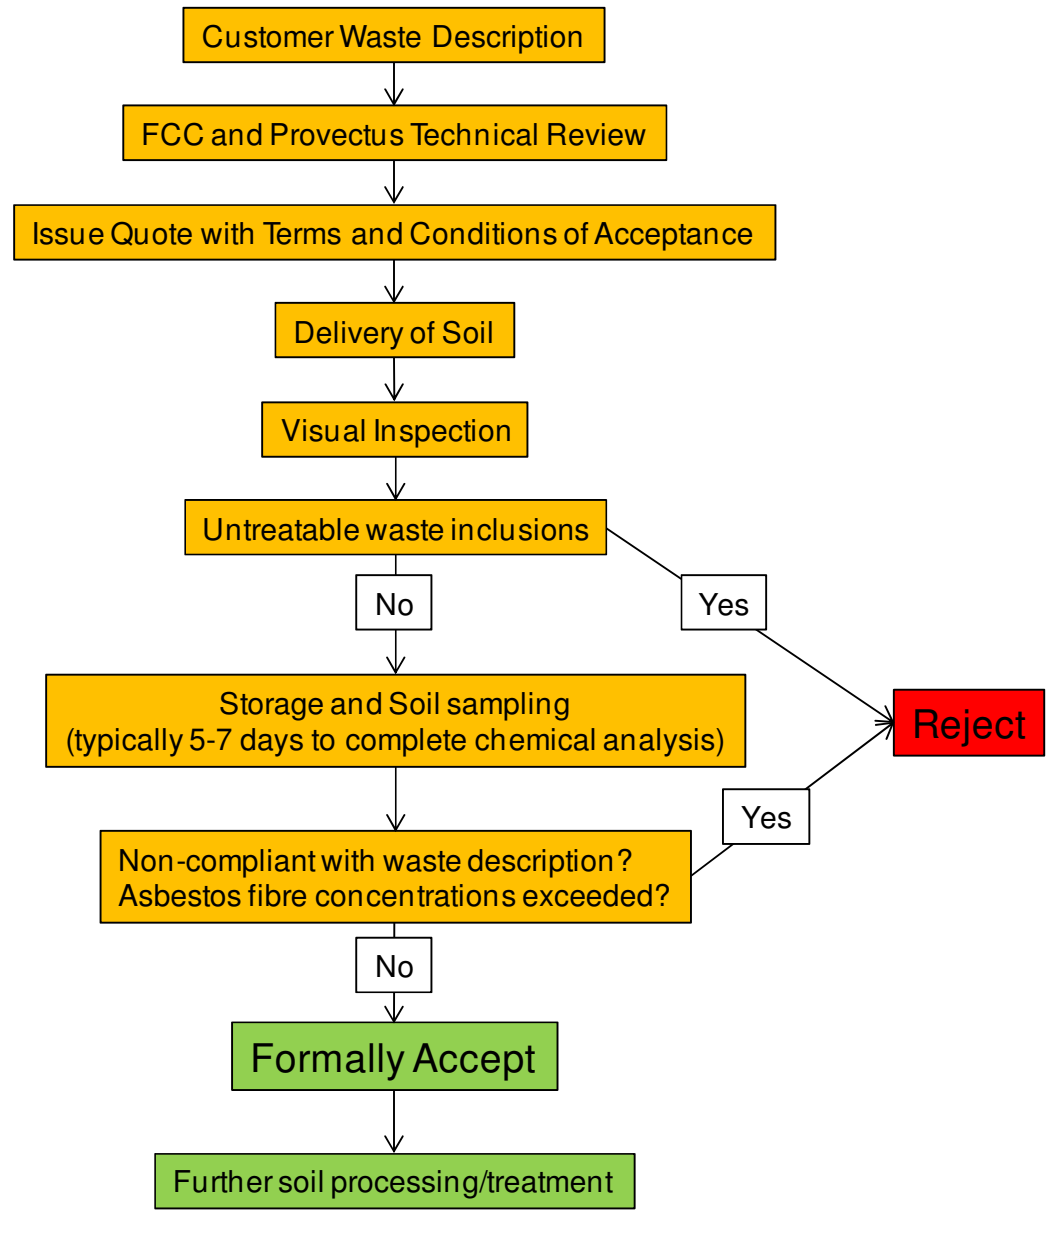 Customer Waste Description
FCC and Provectus Technical Review
Issue Quote with Terms and Conditions of Acceptance
Delivery of Soil
Visual Inspection
Untreatable waste inclusions
No
Yes
Storage and Soil sampling
(typically 5-7 days to complete chemical analysis)
Reject
Yes
Non-compliant with waste description?
Asbestos fibre concentrations exceeded?
No
Formally Accept
Further soil processing/treatment